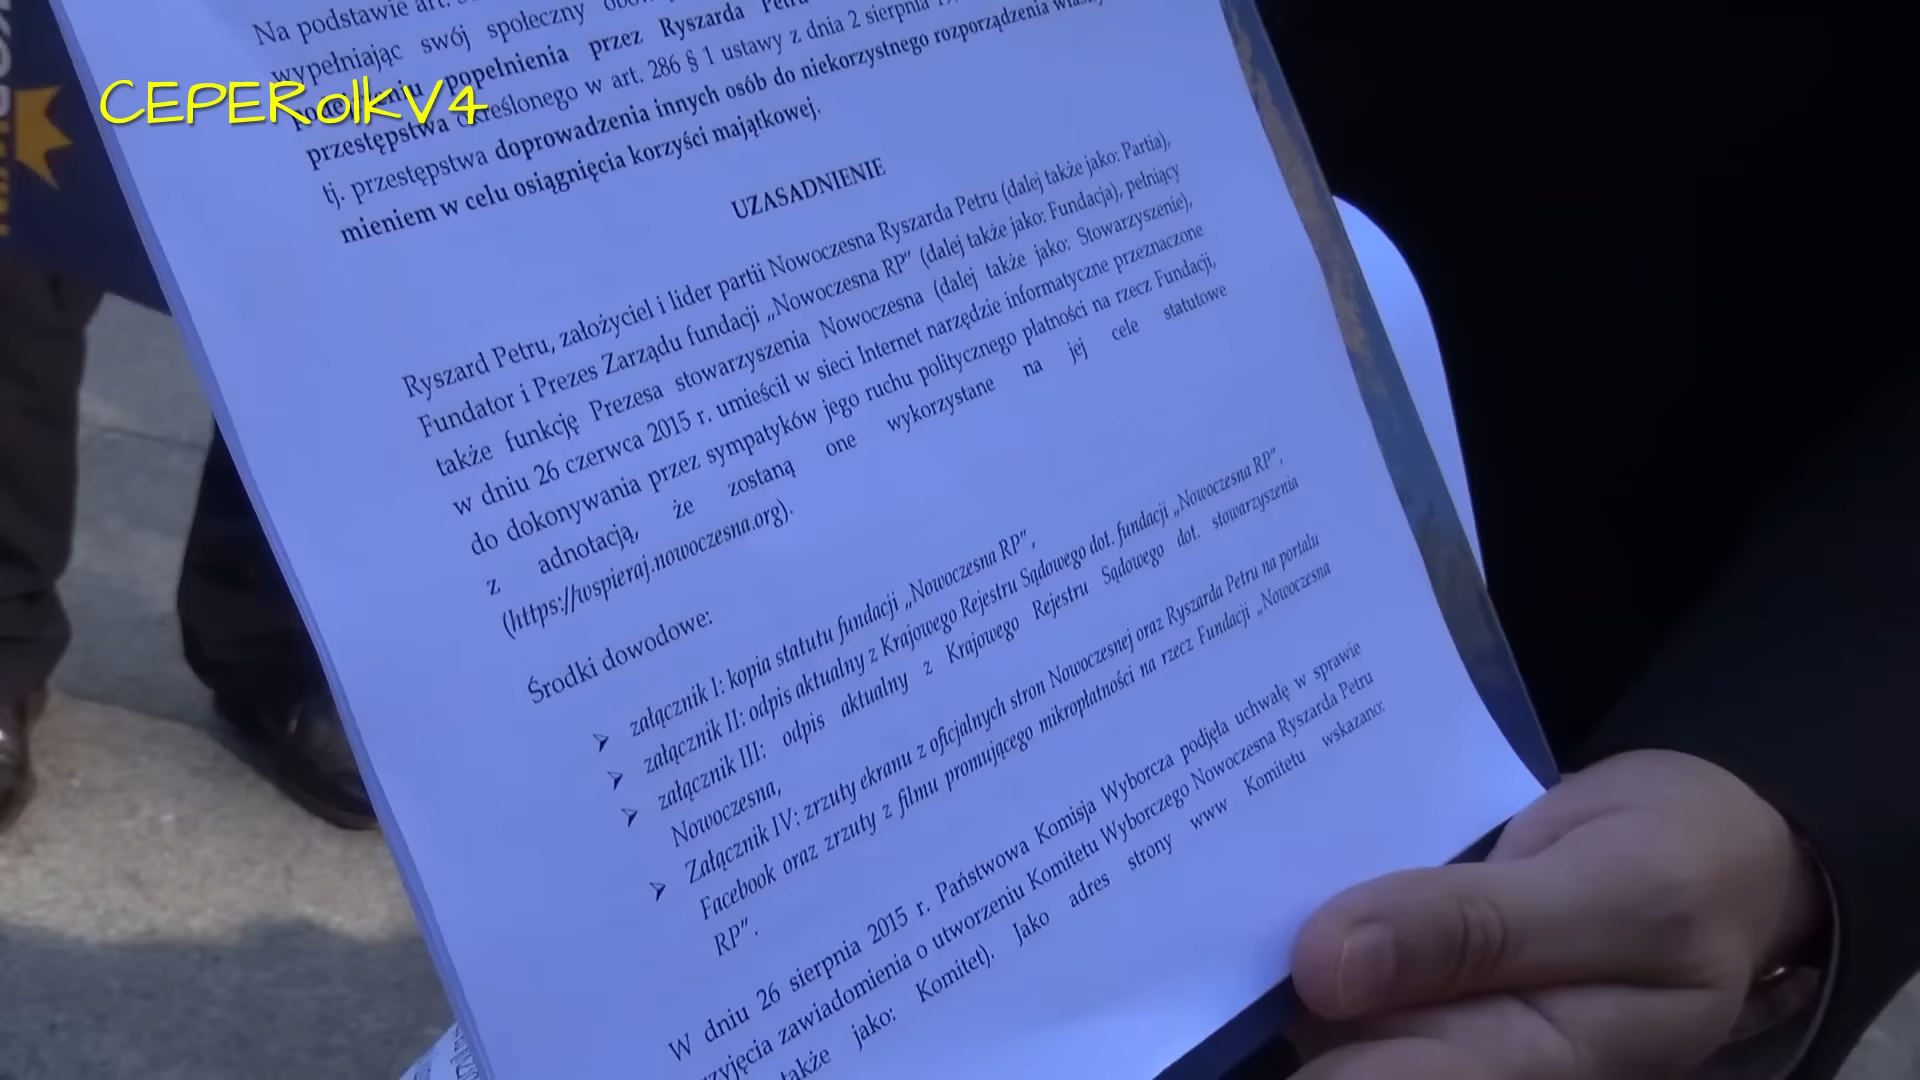 CEPERolkV4
Na podstawie art.
wypełniając swój społeczny
popełnienia przez Ryszarda
przestępstwa określonego w art. 286 § 1 ustawy z dnia 2 sierpnia
tj. przestępstwa doprowadzenia innych osób do niekorzystnego rozporządzenia
mieniem w celu osiągnięcia korzyści majątkowej.
UZASADNIENIE
Ryszard Petru, założyciel i lider partii Nowoczesna Ryszarda Petru (dalej także jako: Partia),
Fundator i Prezes Zarządu fundacji „Nowoczesna RP” (dalej także jako: Fundacja), pełniący
także funkcję Prezesa stowarzyszenia Nowoczesna (dalej także jako: Stowarzyszenie),
w dniu 26 czerwca 2015 r. umieścił w sieci Internet narzędzie informatyczne przeznaczone
do dokonywania przez sympatyków jego ruchu politycznego płatności na rzecz Fundacji,
z adnotacją, że zostaną one wykorzystane na jej cele statutowe
(https://wspieraj.nowoczesna.org).
Środki dowodowe:
➢ załącznik I: kopia statutu fundacji „Nowoczesna RP”,
➢ załącznik II: odpis aktualny z Krajowego Rejestru Sądowego dot. fundacji „Nowoczesna RP”,
➢ załącznik III: odpis aktualny z Krajowego Rejestru Sądowego dot. stowarzyszenia
Nowoczesna,
➢ Załącznik IV: zrzuty ekranu z oficjalnych stron Nowoczesnej oraz Ryszarda Petru na portalu
Facebook oraz zrzuty z filmu promującego mikropłatności na rzecz Fundacji „Nowoczesna
RP”.
W dniu 26 sierpnia 2015 r. Państwowa Komisja Wyborcza podjęła uchwałę w sprawie
zawiadomienia o utworzeniu Komitetu Wyborczego Nowoczesna Ryszarda Petru
także jako: Komitet). Jako adres strony www Komitetu wskazano: